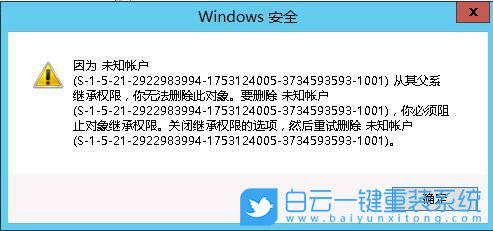 Windows 安全
因为 未知帐户
(S-1-5-21-2922983994-1753124005-3734593593-1001) 从其父系
继承权限，你无法删除此对象。要删除 未知帐户
(S-1-5-21-2922983994-1753124005-3734593593-1001)，你必须阻
止对象继承权限。关闭继承权限的选项，然后重试删除 未知帐户
(S-1-5-21-2922983994-1753124005-3734593593-1001)。
确定
白云一键重装系统
www.baiyunxitong.com